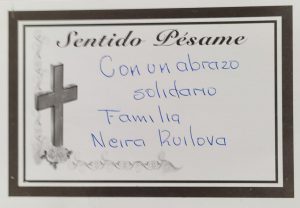 Sentido Pésame
Con un abrazo
solidario
Familia
Neira Ruilova